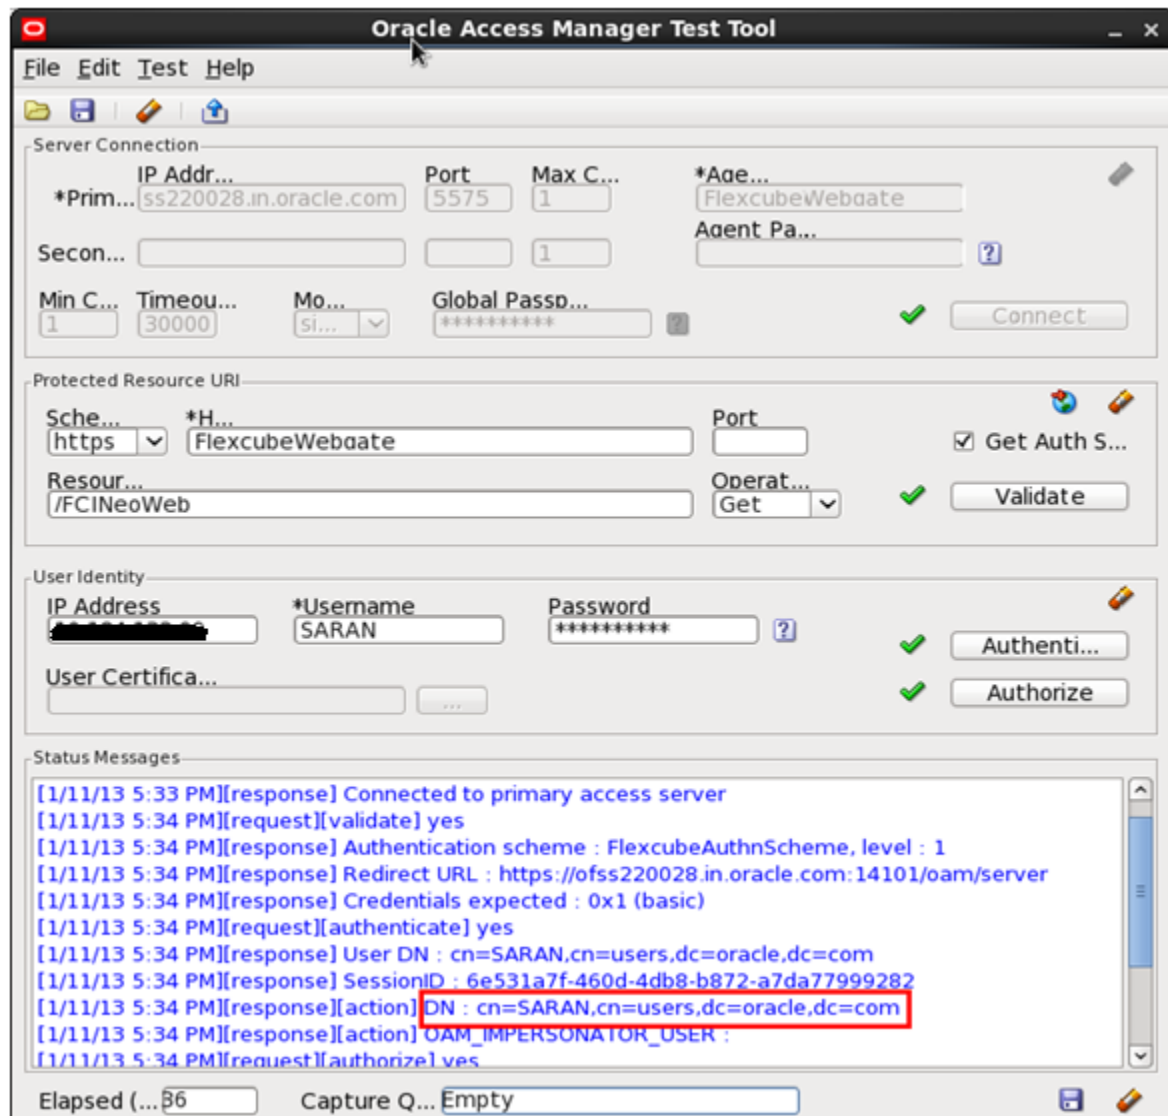 Oracle Access Manager Test Tool
File Edit Test Help
Server Connection
IP Addr... Port Max C... *Age...
*Prim... ss220028.in.oracle.com 5575 1 FlexcubeWebgate
Agent Pa...
Secon... 1
Min C... Timeou... Mo... Global Passp...
1 30000 si... ********** Connect
Protected Resource URI
Sche... *H... Port
https FlexcubeWebgate Get Auth S...
Resour... Operat...
/FCINeoWeb Get Validate
User Identity
IP Address *Username Password
SARAN **********
Authenti...
User Certifica...
... Authorize
Status Messages
[1/11/13 5:33 PM][response] Connected to primary access server
[1/11/13 5:34 PM][request][validate] yes
[1/11/13 5:34 PM][response] Authentication scheme : FlexcubeAuthnScheme, level : 1
[1/11/13 5:34 PM][response] Redirect URL : https://ofss220028.in.oracle.com:14101/oam/server
[1/11/13 5:34 PM][response] Credentials expected : 0x1 (basic)
[1/11/13 5:34 PM][request][authenticate] yes
[1/11/13 5:34 PM][response] User DN : cn=SARAN,cn=users,dc=oracle,dc=com
[1/11/13 5:34 PM][response] SessionID : 6e531a7f-460d-4db8-b872-a7da77999282
[1/11/13 5:34 PM][response][action] DN : cn=SARAN,cn=users,dc=oracle,dc=com
[1/11/13 5:34 PM][response][action] OAM_IMPERSONATOR_USER :
[1/11/13 5:34 PM][request][authorize] yes
Elapsed (... 36 Capture Q... Empty